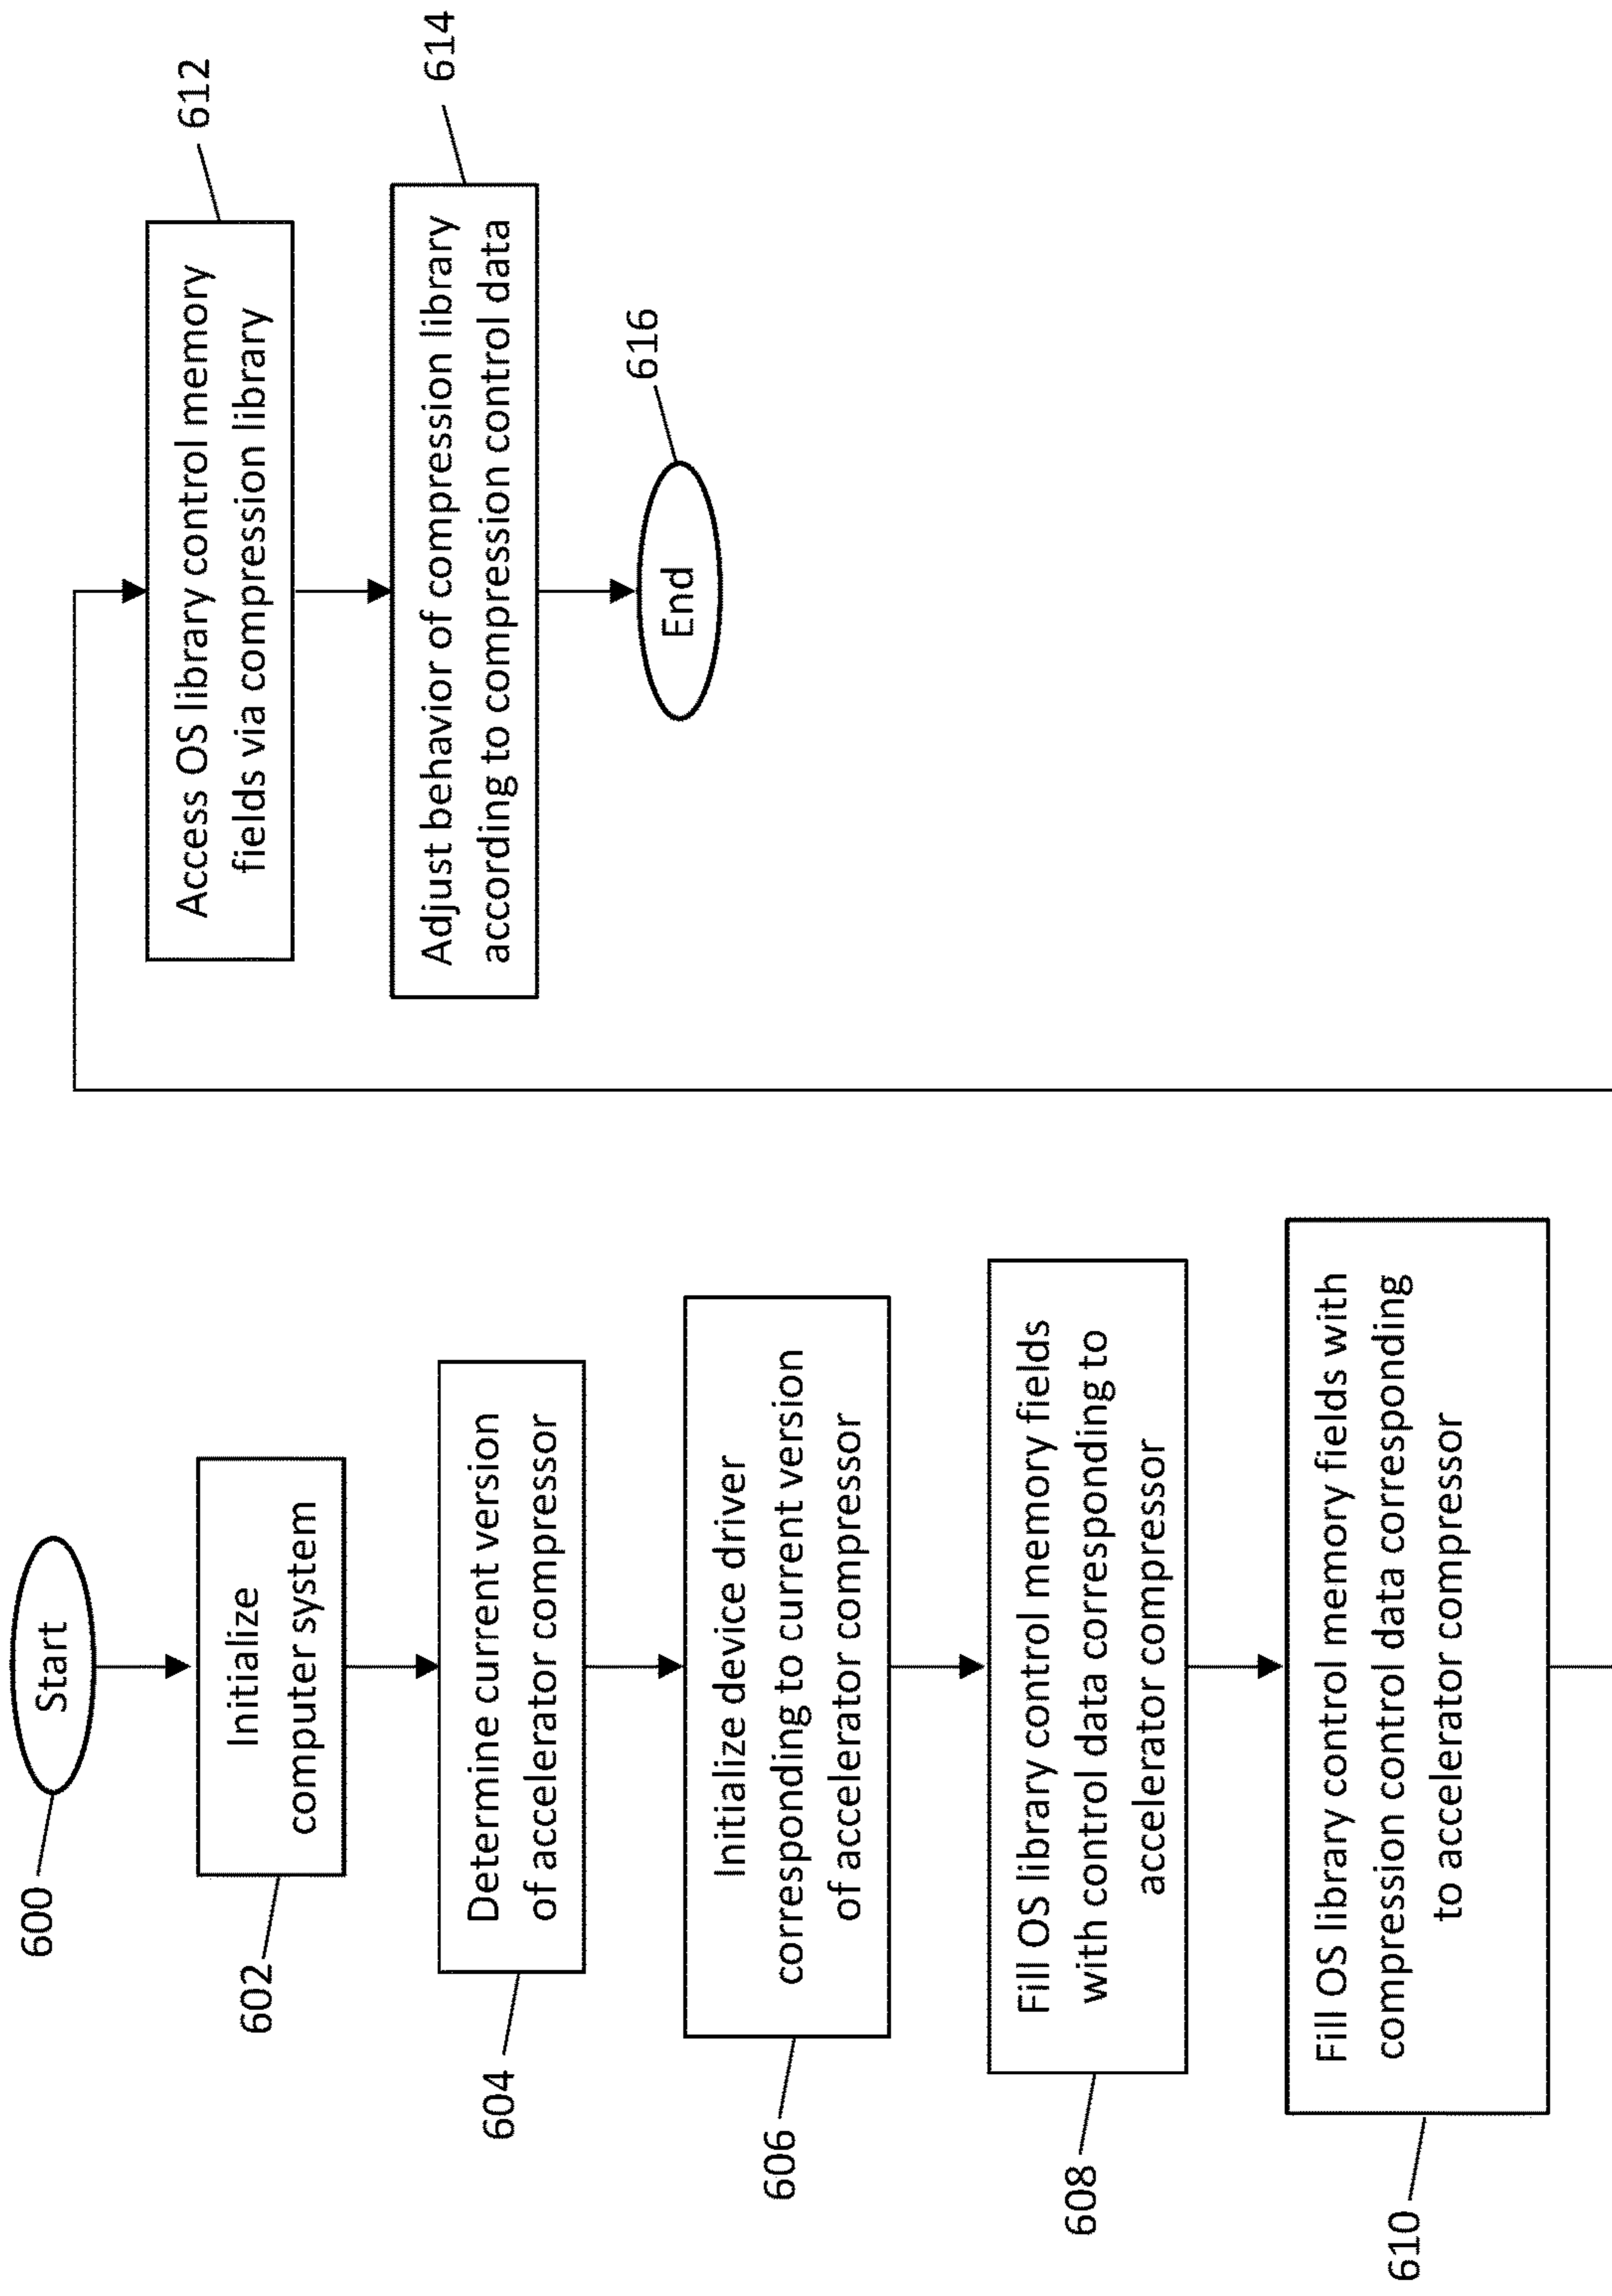 600
Start
602
Initialize
computer system
604
Determine current version
of accelerator compressor
606
Initialize device driver
corresponding to current version
of accelerator compressor
608
Fill OS library control memory fields
with control data corresponding to
accelerator compressor
610
Fill OS library control memory fields with
compression control data corresponding
to accelerator compressor
612
Access OS library control memory
fields via compression library
614
Adjust behavior of compression library
according to compression control data
616
End